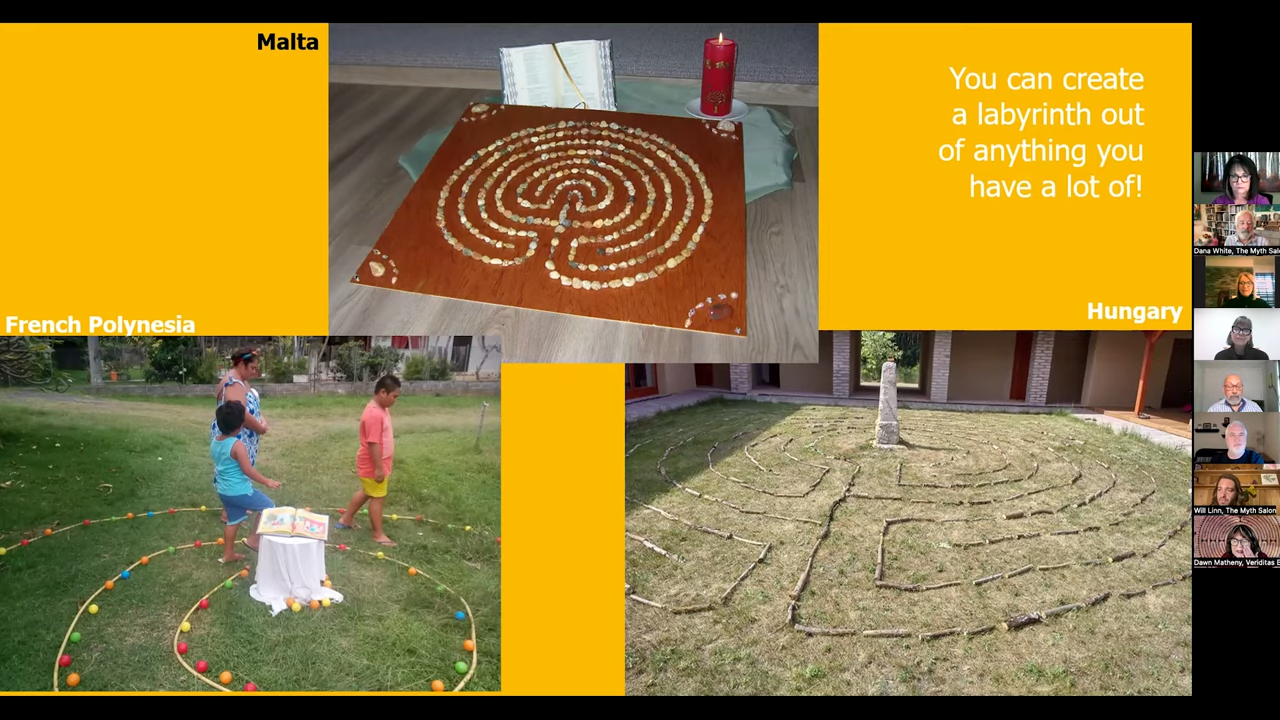 Malta
You can create
a labyrinth out
of anything you
have a lot of!
French Polynesia
Hungary
Dana White, The Myth Sal
Will Linn, The Myth Salon
Dawn Matheny, Veriditas E